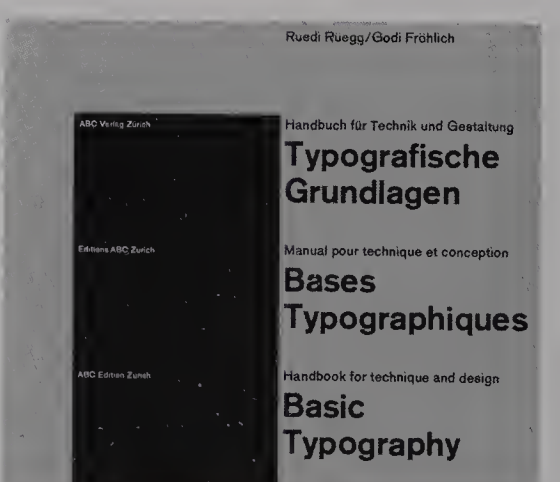 Ruedi Ruegg/Godi Fröhlich
ABC Verlag Zürich
Handbuch für Technik und Gestaltung
Typografische
Grundlagen
Editions ABC Zurich
Manual pour technique et conception
Bases
Typographiques
ABC Edition Zurich
Handbook for technique and design
Basic
Typography